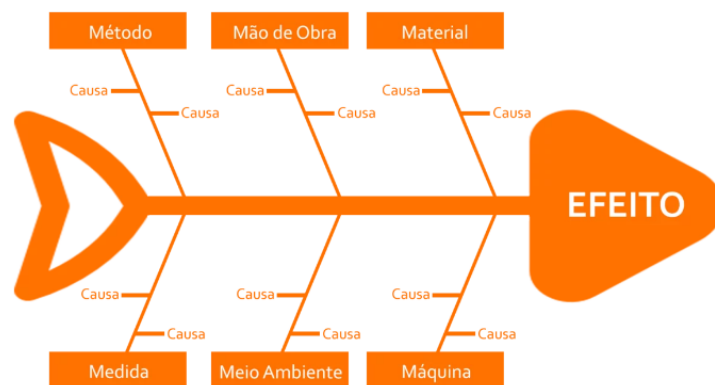 Método
Mão de Obra
Material
Causa
Causa
Causa
Causa
Causa
Causa
EFEITO
Causa
Causa
Causa
Causa
Causa
Causa
Medida
Meio Ambiente
Máquina